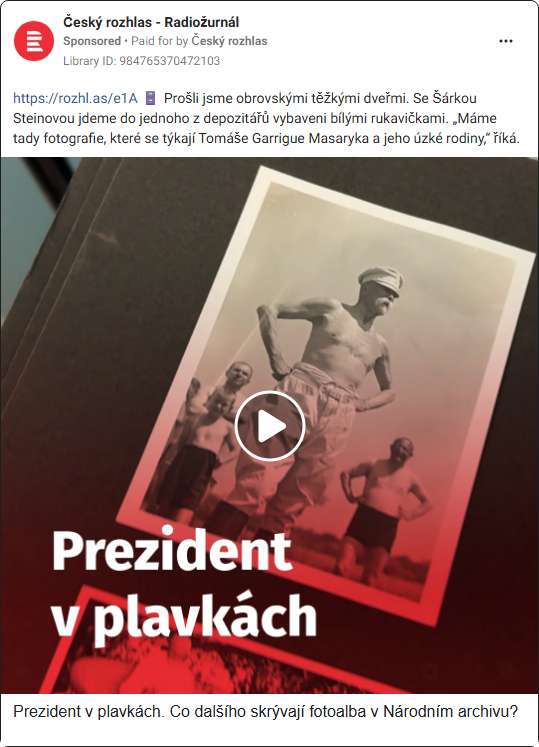 Český rozhlas - Radiožurnál
Sponsored • Paid for by Český rozhlas
Library ID: 984765370472103
https://rozhl.as/e1A 🚪 Prošli jsme obrovskými těžkými dveřmi. Se Šárkou
Steinovou jdeme do jednoho z depozitářů vybaveni bílými rukavičkami. „Máme
tady fotografie, které se týkají Tomáše Garrigue Masaryka a jeho úzké rodiny,“ říká.
Prezident
v plavkách
Prezident v plavkách. Co dalšího skrývají fotoalba v Národním archivu?